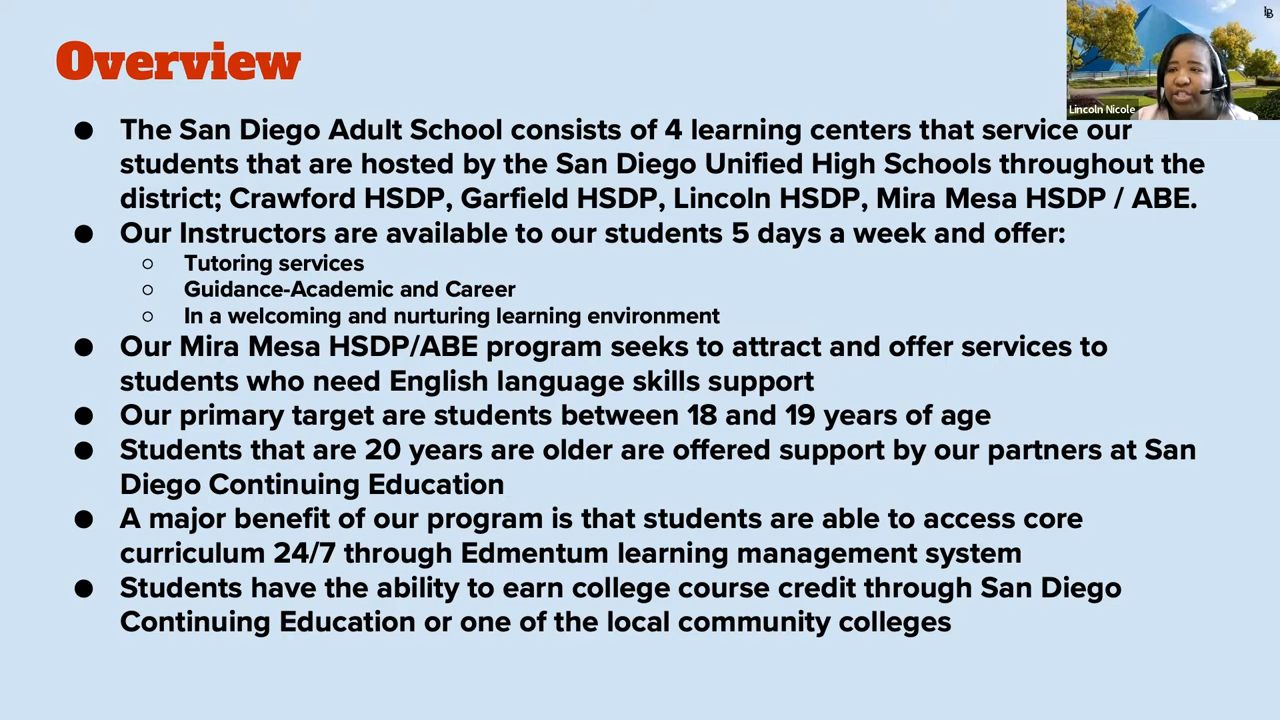 Overview
Lincoln Nicole
● The San Diego Adult School consists of 4 learning centers that service our
students that are hosted by the San Diego Unified High Schools throughout the
district; Crawford HSDP, Garfield HSDP, Lincoln HSDP, Mira Mesa HSDP / ABE.
● Our Instructors are available to our students 5 days a week and offer:
○ Tutoring services
○ Guidance-Academic and Career
○ In a welcoming and nurturing learning environment
● Our Mira Mesa HSDP/ABE program seeks to attract and offer services to
students who need English language skills support
● Our primary target are students between 18 and 19 years of age
● Students that are 20 years are older are offered support by our partners at San
Diego Continuing Education
● A major benefit of our program is that students are able to access core
curriculum 24/7 through Edmentum learning management system
● Students have the ability to earn college course credit through San Diego
Continuing Education or one of the local community colleges